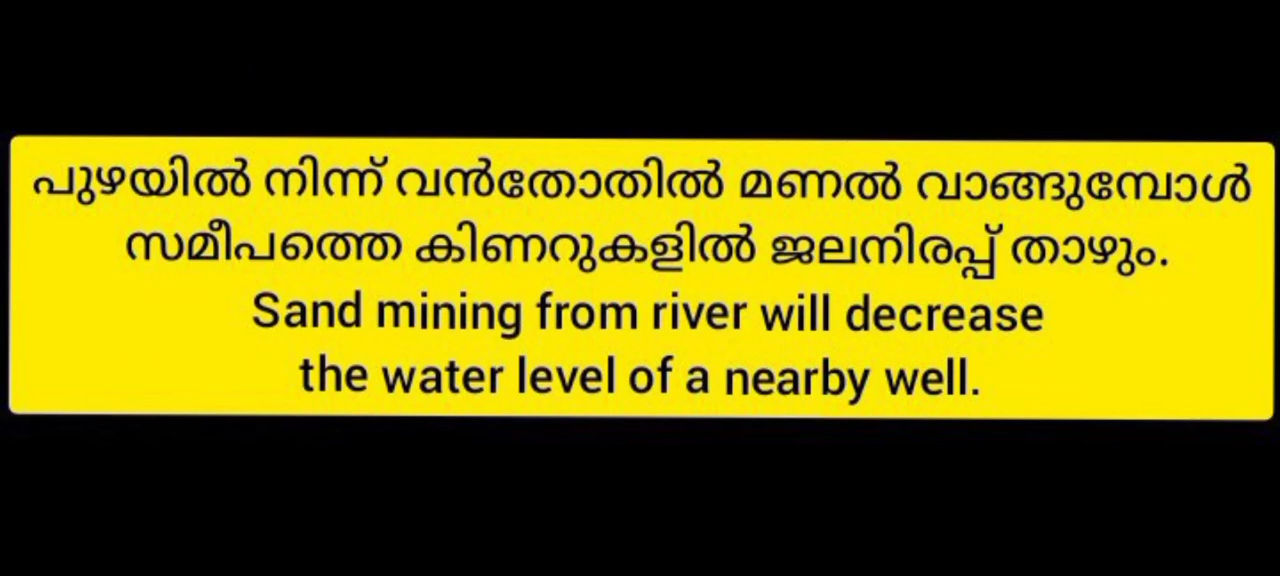 പുഴയിൽ നിന്ന് വൻതോതിൽ മണൽ വാങ്ങുമ്പോൾ
സമീപത്തെ കിണറുകളിൽ ജലനിരപ്പ് താഴും.
Sand mining from river will decrease
the water level of a nearby well.